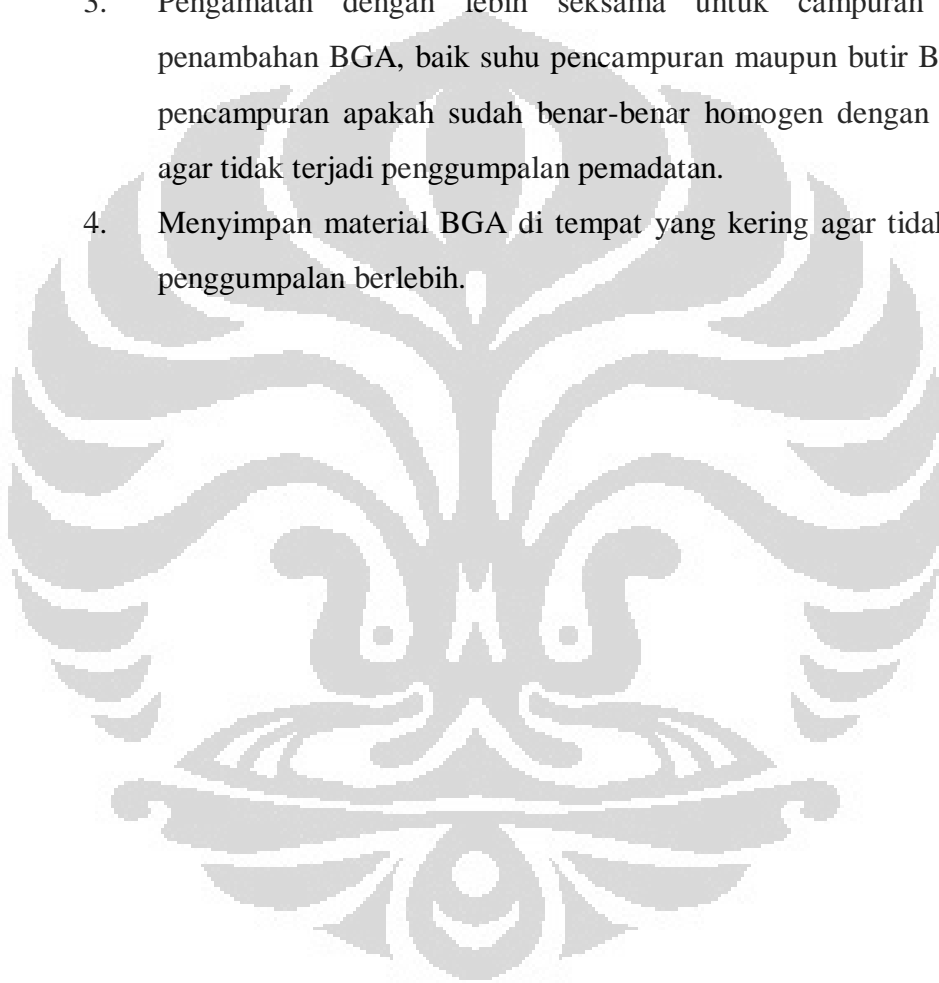 3. Pengamatan dengan lebih seksama untuk campuran
penambahan BGA, baik suhu pencampuran maupun butir B
pencampuran apakah sudah benar-benar homogen dengan
agar tidak terjadi penggumpalan pemadatan.
4. Menyimpan material BGA di tempat yang kering agar tidal
penggumpalan berlebih.